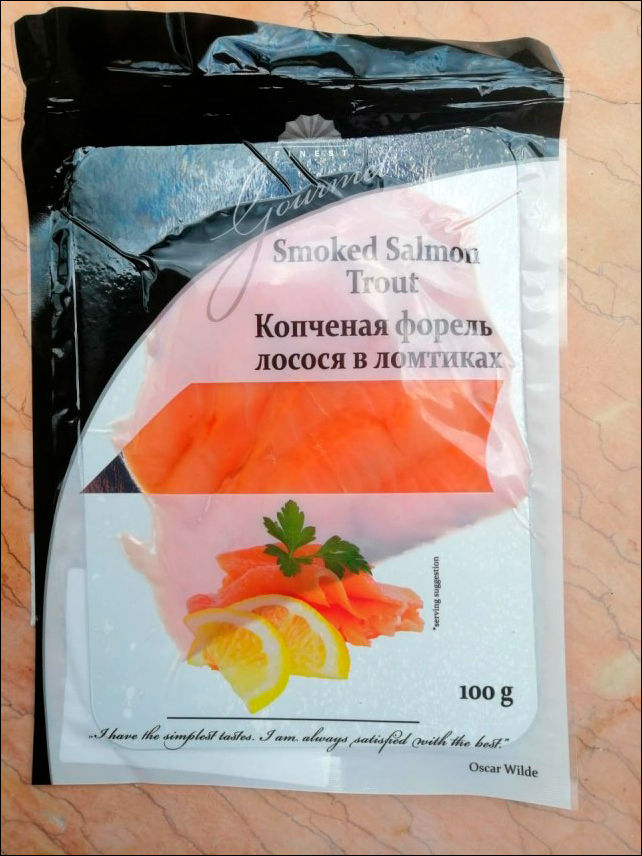 FINEST
Gourmet
Smoked Salmon
Trout
Копченая форель
лосося в ломтиках
*serving suggestion
100 g
„I have the simplest tastes. I am always satisfied with the best.”
Oscar Wilde